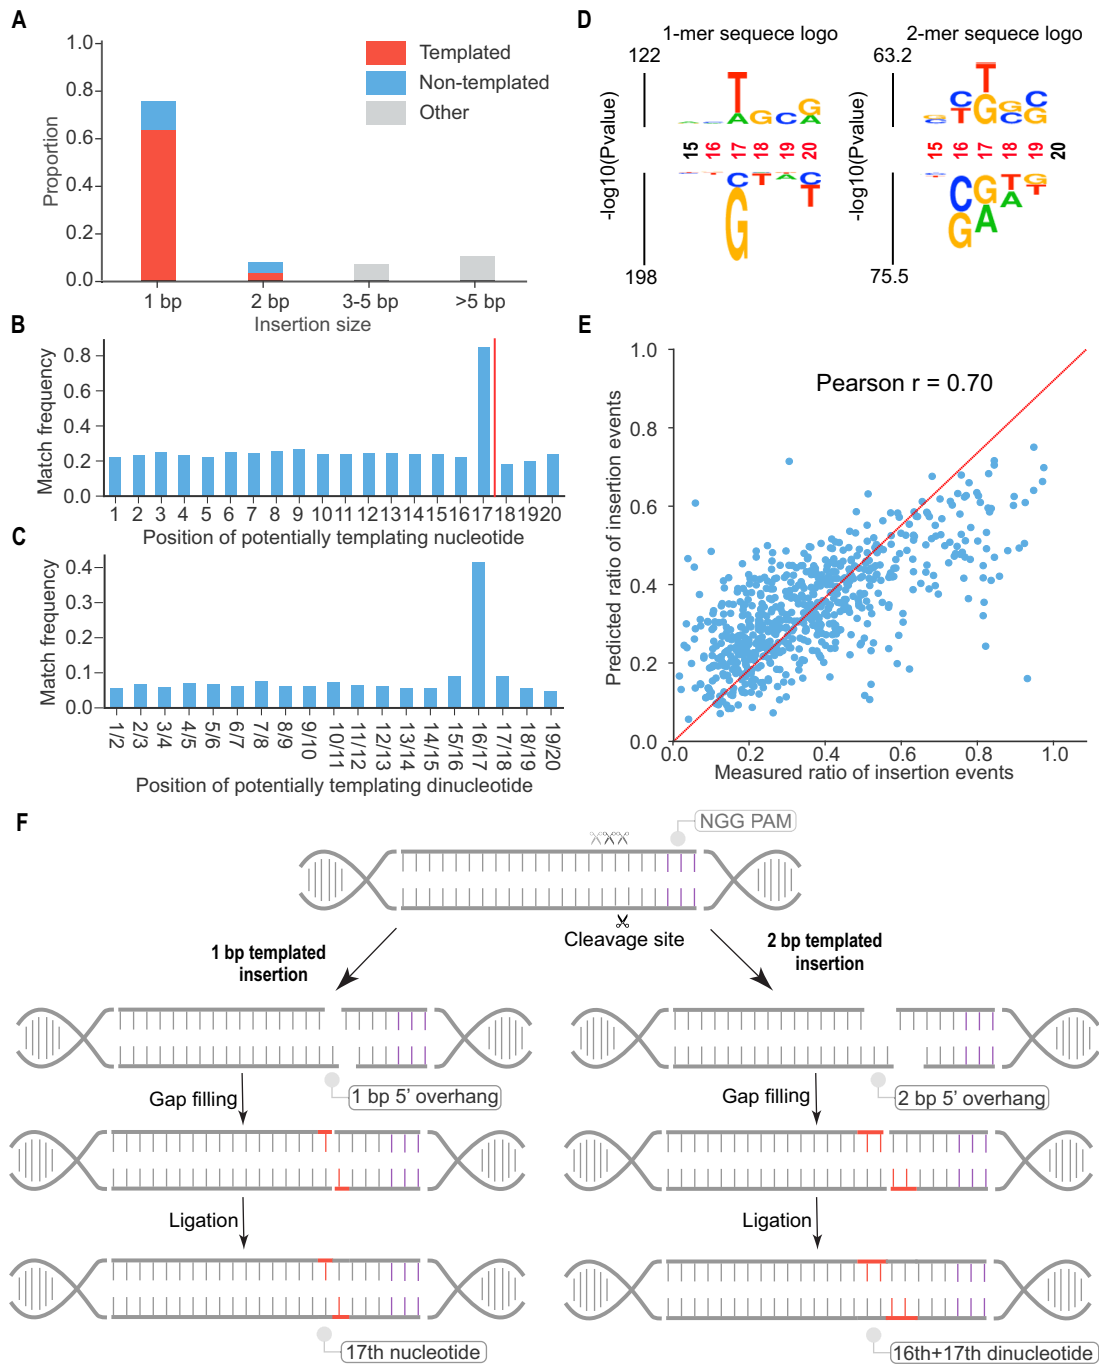 A
1.0
0.8
0.6
0.4
0.2
0.0
Proportion
Templated
Non-templated
Other
1 bp
2 bp
3-5 bp
>5 bp
Insertion size
B
0.8
0.6
0.4
0.2
0.0
Match frequency
1 2 3 4 5 6 7 8 9 10 11 12 13 14 15 16 17 18 19 20
Position of potentially templating nucleotide
C
0.4
0.3
0.2
0.1
0.0
Match frequency
1/2 2/3 3/4 4/5 5/6 6/7 7/8 8/9 9/10 10/11 11/12 12/13 13/14 14/15 15/16 16/17 17/18 18/19 19/20
Position of potentially templating dinucleotide
D
1-mer sequece logo
122
-log10(Pvalue)
198
T
A G C G
A
15 16 17 18 19 20
C T A C
G T
2-mer sequece logo
63.2
-log10(Pvalue)
75.5
T
C G C
T G C G
15 16 17 18 19 20
C G T G
G A A T
E
1.0
0.8
0.6
0.4
0.2
0.0
Predicted ratio of insertion events
Pearson r = 0.70
0.0 0.2 0.4 0.6 0.8 1.0
Measured ratio of insertion events
F
NGG PAM
Cleavage site
1 bp templated
insertion
2 bp templated
insertion
1 bp 5' overhang
2 bp 5' overhang
Gap filling
Gap filling
Ligation
Ligation
17th nucleotide
16th+17th dinucleotide